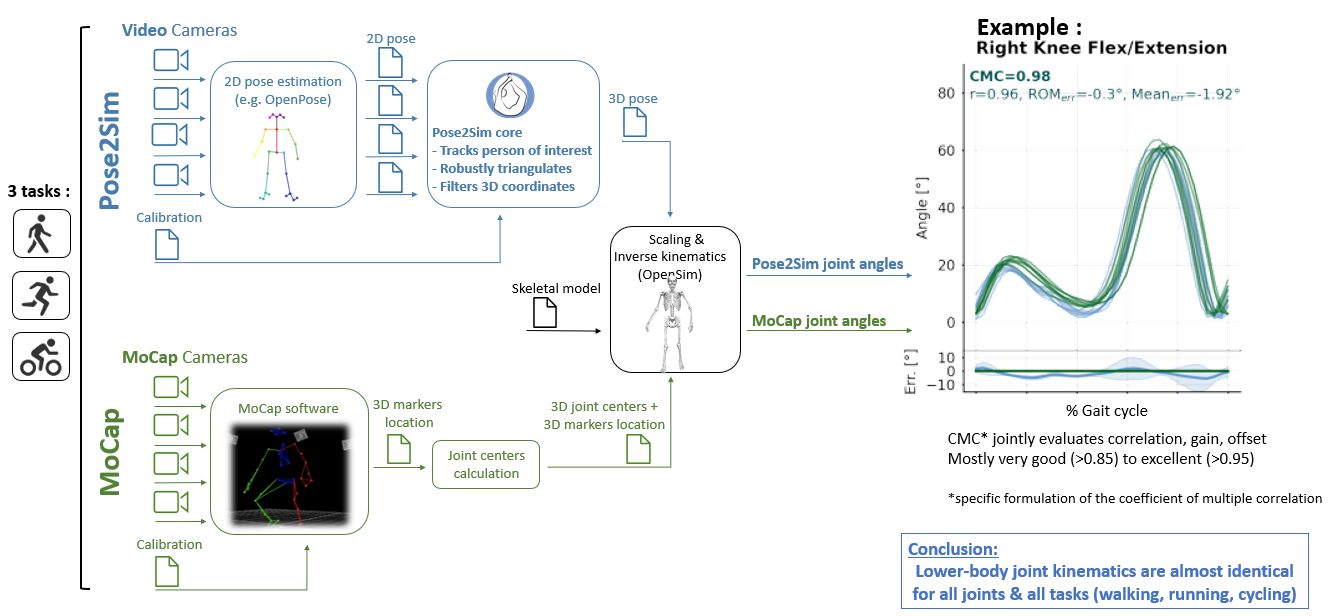 3 tasks :
Pose2Sim
Video Cameras
2D pose estimation
(e.g. OpenPose)
2D pose
Pose2Sim core
- Tracks person of interest
- Robustly triangulates
- Filters 3D coordinates
3D pose
Calibration
Skeletal model
Scaling &
Inverse kinematics
(OpenSim)
Pose2Sim joint angles
MoCap joint angles
MoCap
MoCap Cameras
MoCap software
3D markers
location
Joint centers
calculation
3D joint centers +
3D markers location
Calibration
Example :
Right Knee Flex/Extension
CMC=0.98
r=0.96, ROMerr=-0.3°, Meanerr=-1.92°
Angle [°]
80
60
40
20
0
Err. [°]
10
0
−10
% Gait cycle
CMC* jointly evaluates correlation, gain, offset
Mostly very good (>0.85) to excellent (>0.95)
*specific formulation of the coefficient of multiple correlation
Conclusion:
Lower-body joint kinematics are almost identical
for all joints & all tasks (walking, running, cycling)